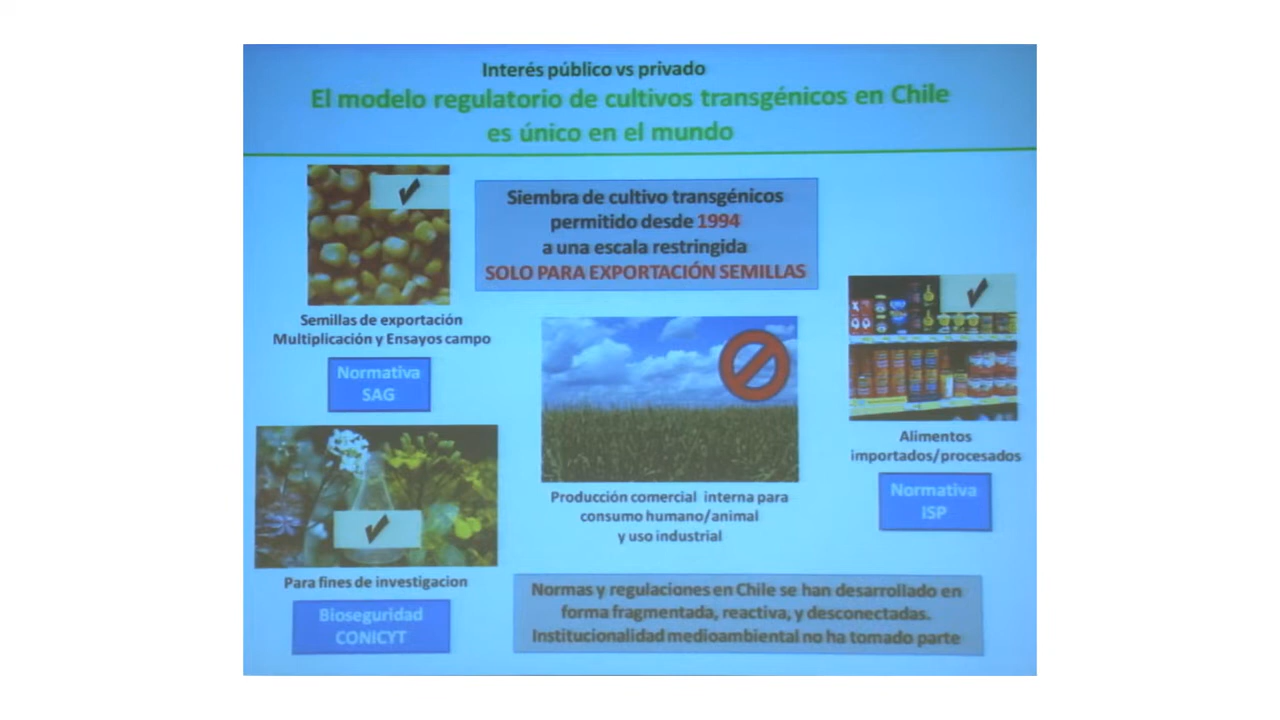 Interés público vs privado
El modelo regulatorio de cultivos transgénicos en Chile
es único en el mundo
Siembra de cultivo transgénicos
permitido desde 1994
a una escala restringida
SOLO PARA EXPORTACIÓN SEMILLAS
Semillas de exportación
Multiplicación y Ensayos campo
Normativa
SAG
Para fines de investigacion
Bioseguridad
CONICYT
Producción comercial interna para
consumo humano/animal
y uso industrial
Alimentos
importados/procesados
Normativa
ISP
Normas y regulaciones en Chile se han desarrollado en
forma fragmentada, reactiva, y desconectadas.
Institucionalidad medioambiental no ha tomado parte